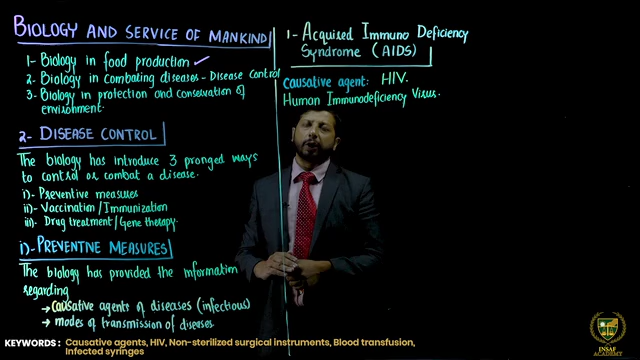 BIOLOGY AND SERVICE OF MANKIND
1- Biology in food production ✓
2- Biology in combating diseases - Disease control
3- Biology in protection and conservation of
environment.
2- DISEASE CONTROL
The biology has introduce 3 pronged ways
to control or combat a disease.
i)- Preventive measures
ii)- Vaccination/Immunization
iii)- Drug treatment/Gene therapy.
i)- PREVENTIVE MEASURES
The biology has provided the information
regarding
→ causative agents of diseases (infectious)
→ modes of transmission of diseases
1- Acquired Immuno Deficiency
Syndrome (AIDS)
Causative agent: HIV.
Human Immunodeficiency Virus.
KEYWORDS : Causative agents, HIV, Non-sterilized surgical instruments, Blood transfusion,
Infected syringes
INSAF
ACADEMY